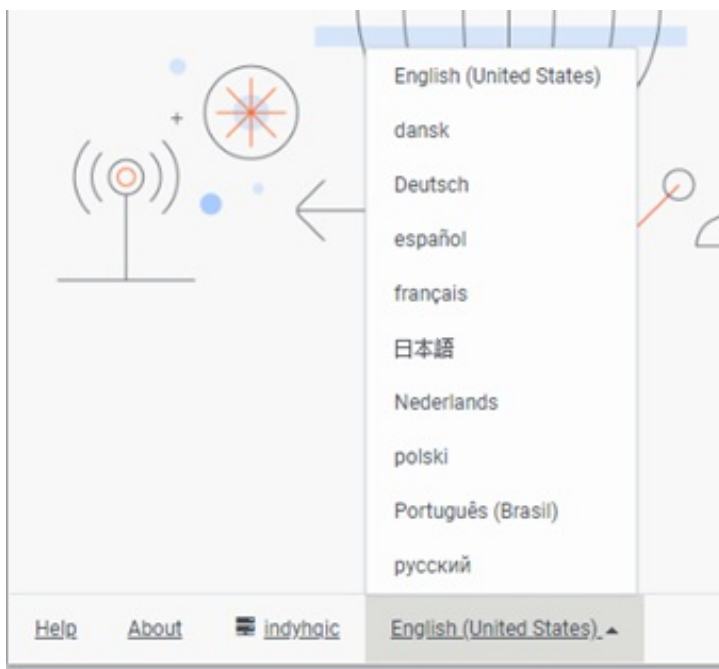 English (United States)
dansk
Deutsch
español
français
日本語
Nederlands
polski
Português (Brasil)
русский
Help About indyhqic English (United States)